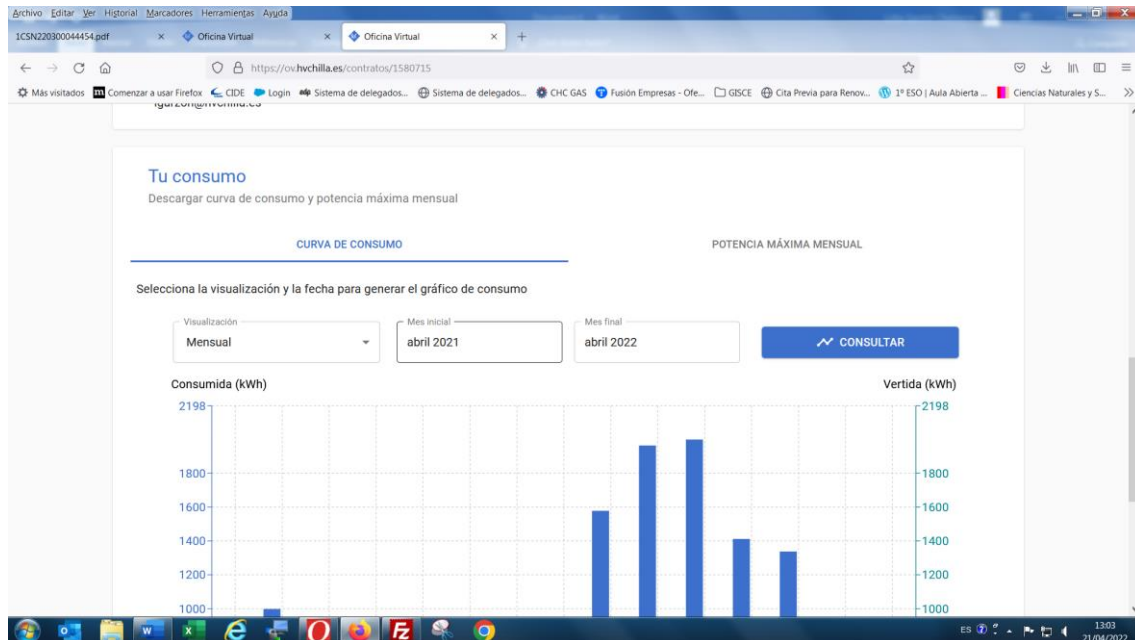 Archivo Editar Ver Historial Marcadores Herramientas Ayuda
1CSN220300044454.pdf × Oficina Virtual × Oficina Virtual × +
https://ov.hvchilla.es/contratos/1580715
Más visitados Comenzar a usar Firefox CIDE Login Sistema de delegados... Sistema de delegados... CHC GAS Fusión Empresas - Ofe... GISCE Cita Previa para Renov... 1º ESO | Aula Abierta ... Ciencias Naturales y S... >>
Tu consumo
Descargar curva de consumo y potencia máxima mensual
CURVA DE CONSUMO POTENCIA MÁXIMA MENSUAL
Selecciona la visualización y la fecha para generar el gráfico de consumo
Visualización Mes inicial Mes final
Mensual abril 2021 abril 2022 CONSULTAR
Consumida (kWh) Vertida (kWh)
2198 2198
1800 1800
1600 1600
1400 1400
1200 1200
1000 1000
ES 13:03
21/04/2022